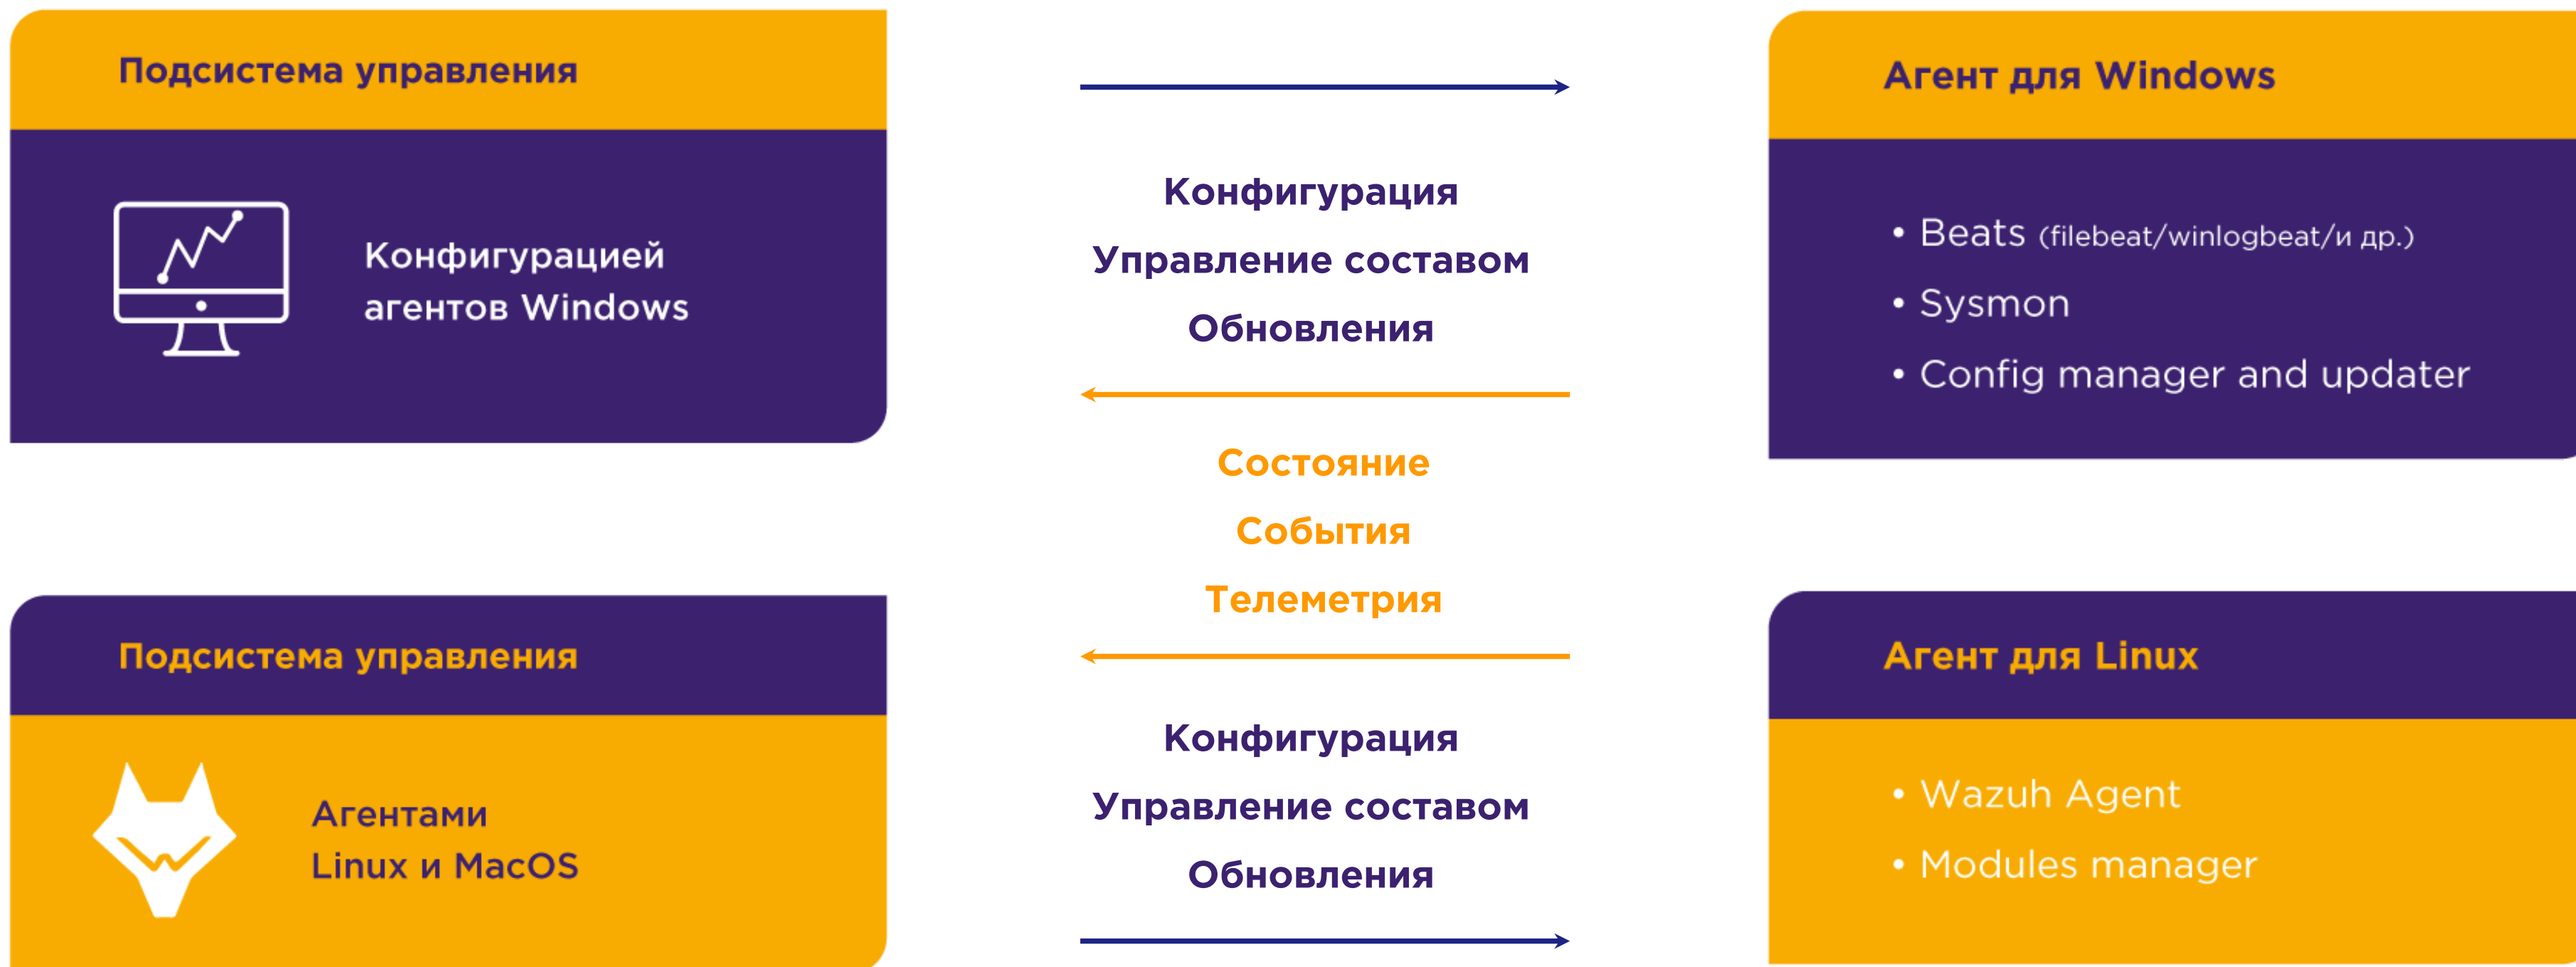 Подсистема управления
Конфигурацией
агентов Windows
Конфигурация
Управление составом
Обновления
Агент для Windows
• Beats (filebeat/winlogbeat/и др.)
• Sysmon
• Config manager and updater
Состояние
События
Телеметрия
Подсистема управления
Агентами
Linux и MacOS
Конфигурация
Управление составом
Обновления
Агент для Linux
• Wazuh Agent
• Modules manager